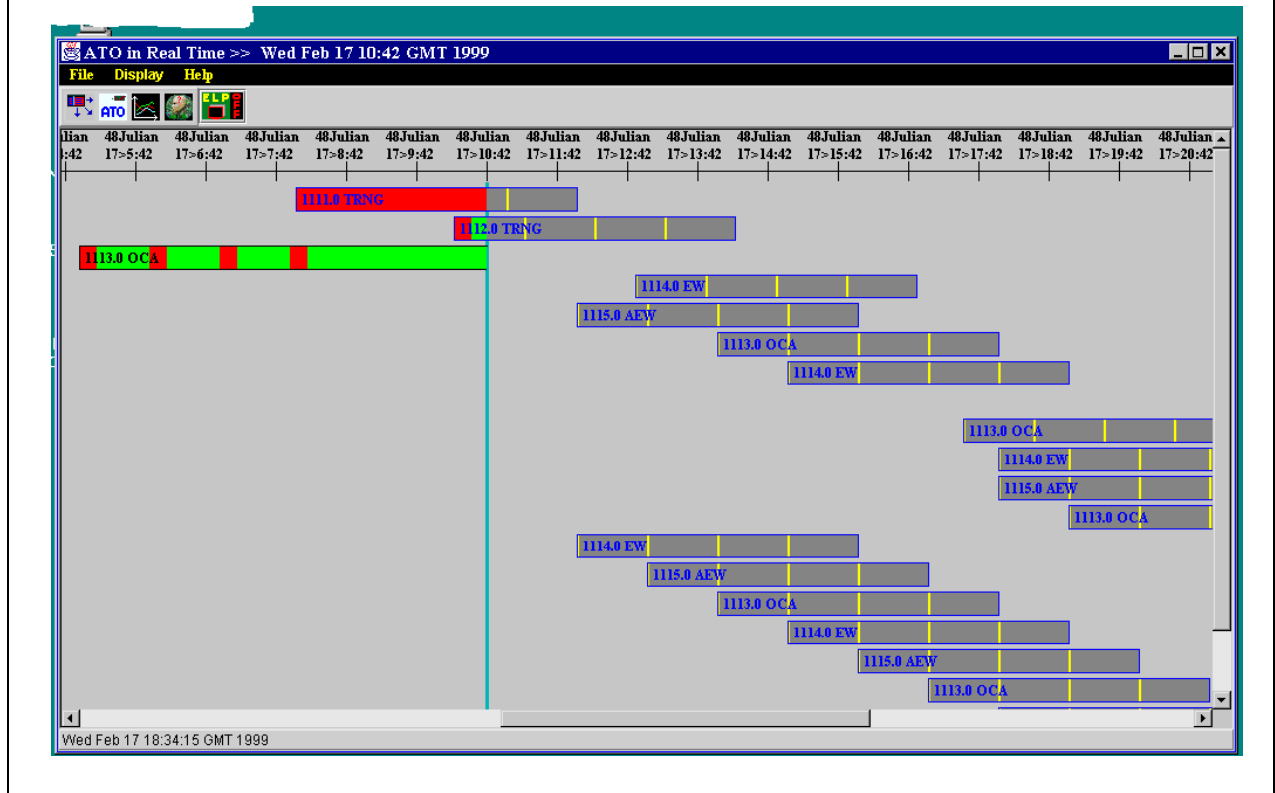 ATO in Real Time >> Wed Feb 17 10:42 GMT 1999
File Display Help
ATO ELP OFF
48Julian 48Julian 48Julian 48Julian 48Julian 48Julian 48Julian 48Julian 48Julian 48Julian 48Julian 48Julian 48Julian 48Julian 48Julian 48Julian
:42 17>5:42 17>6:42 17>7:42 17>8:42 17>9:42 17>10:42 17>11:42 17>12:42 17>13:42 17>14:42 17>15:42 17>16:42 17>17:42 17>18:42 17>19:42 17>20:42
1111.0 TRNG
1112.0 TRNG
1113.0 OCA
1114.0 EW
1115.0 AEW
1113.0 OCA
1114.0 EW
1113.0 OCA
1114.0 EW
1115.0 AEW
1113.0 OCA
1114.0 EW
1115.0 AEW
1113.0 OCA
1114.0 EW
1115.0 AEW
1113.0 OCA
Wed Feb 17 18:34:15 GMT 1999